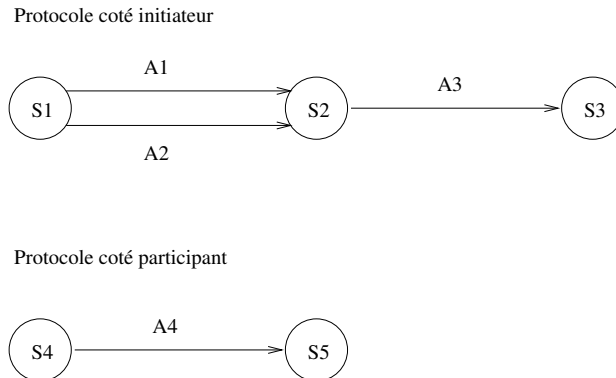 Protocole coté initiateur
A1
A3
S1
S2
S3
A2
Protocole coté participant
A4
S4
S5